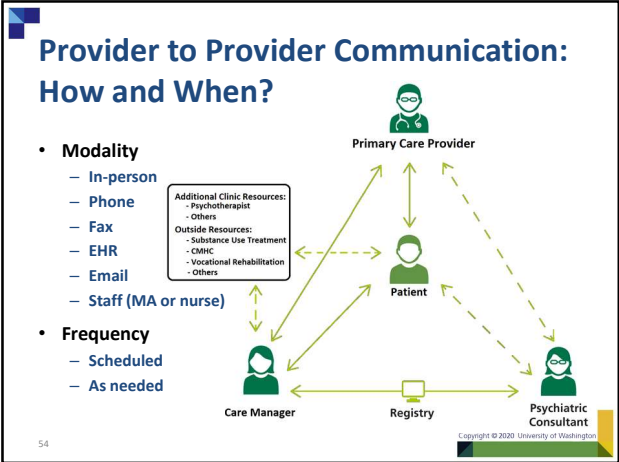 Provider to Provider Communication:
How and When?
• Modality
– In-person
– Phone
– Fax
– EHR
– Email
– Staff (MA or nurse)
• Frequency
– Scheduled
– As needed
Primary Care Provider
Additional Clinic Resources:
- Psychotherapist
- Others
Outside Resources:
- Substance Use Treatment
- CMHC
- Vocational Rehabilitation
- Others
Patient
Care Manager
Registry
Psychiatric
Consultant
54
Copyright © 2020 University of Washington